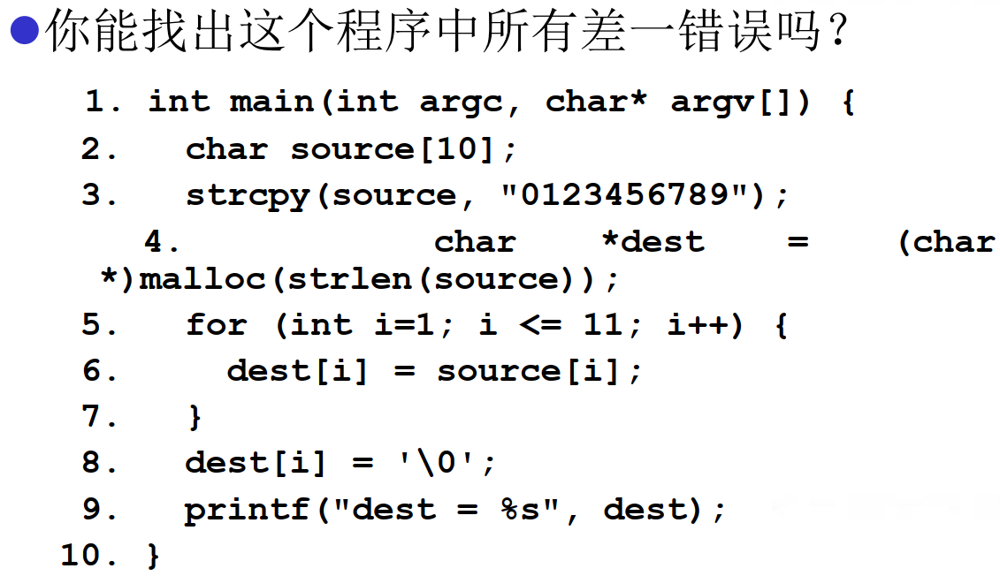 ●你能找出这个程序中所有差一错误吗？
1. int main(int argc, char* argv[]) {
2. char source[10];
3. strcpy(source, "0123456789");
4. char *dest = (char
*)malloc(strlen(source));
5. for (int i=1; i <= 11; i++) {
6. dest[i] = source[i];
7. }
8. dest[i] = '\0';
9. printf("dest = %s", dest);
10. }